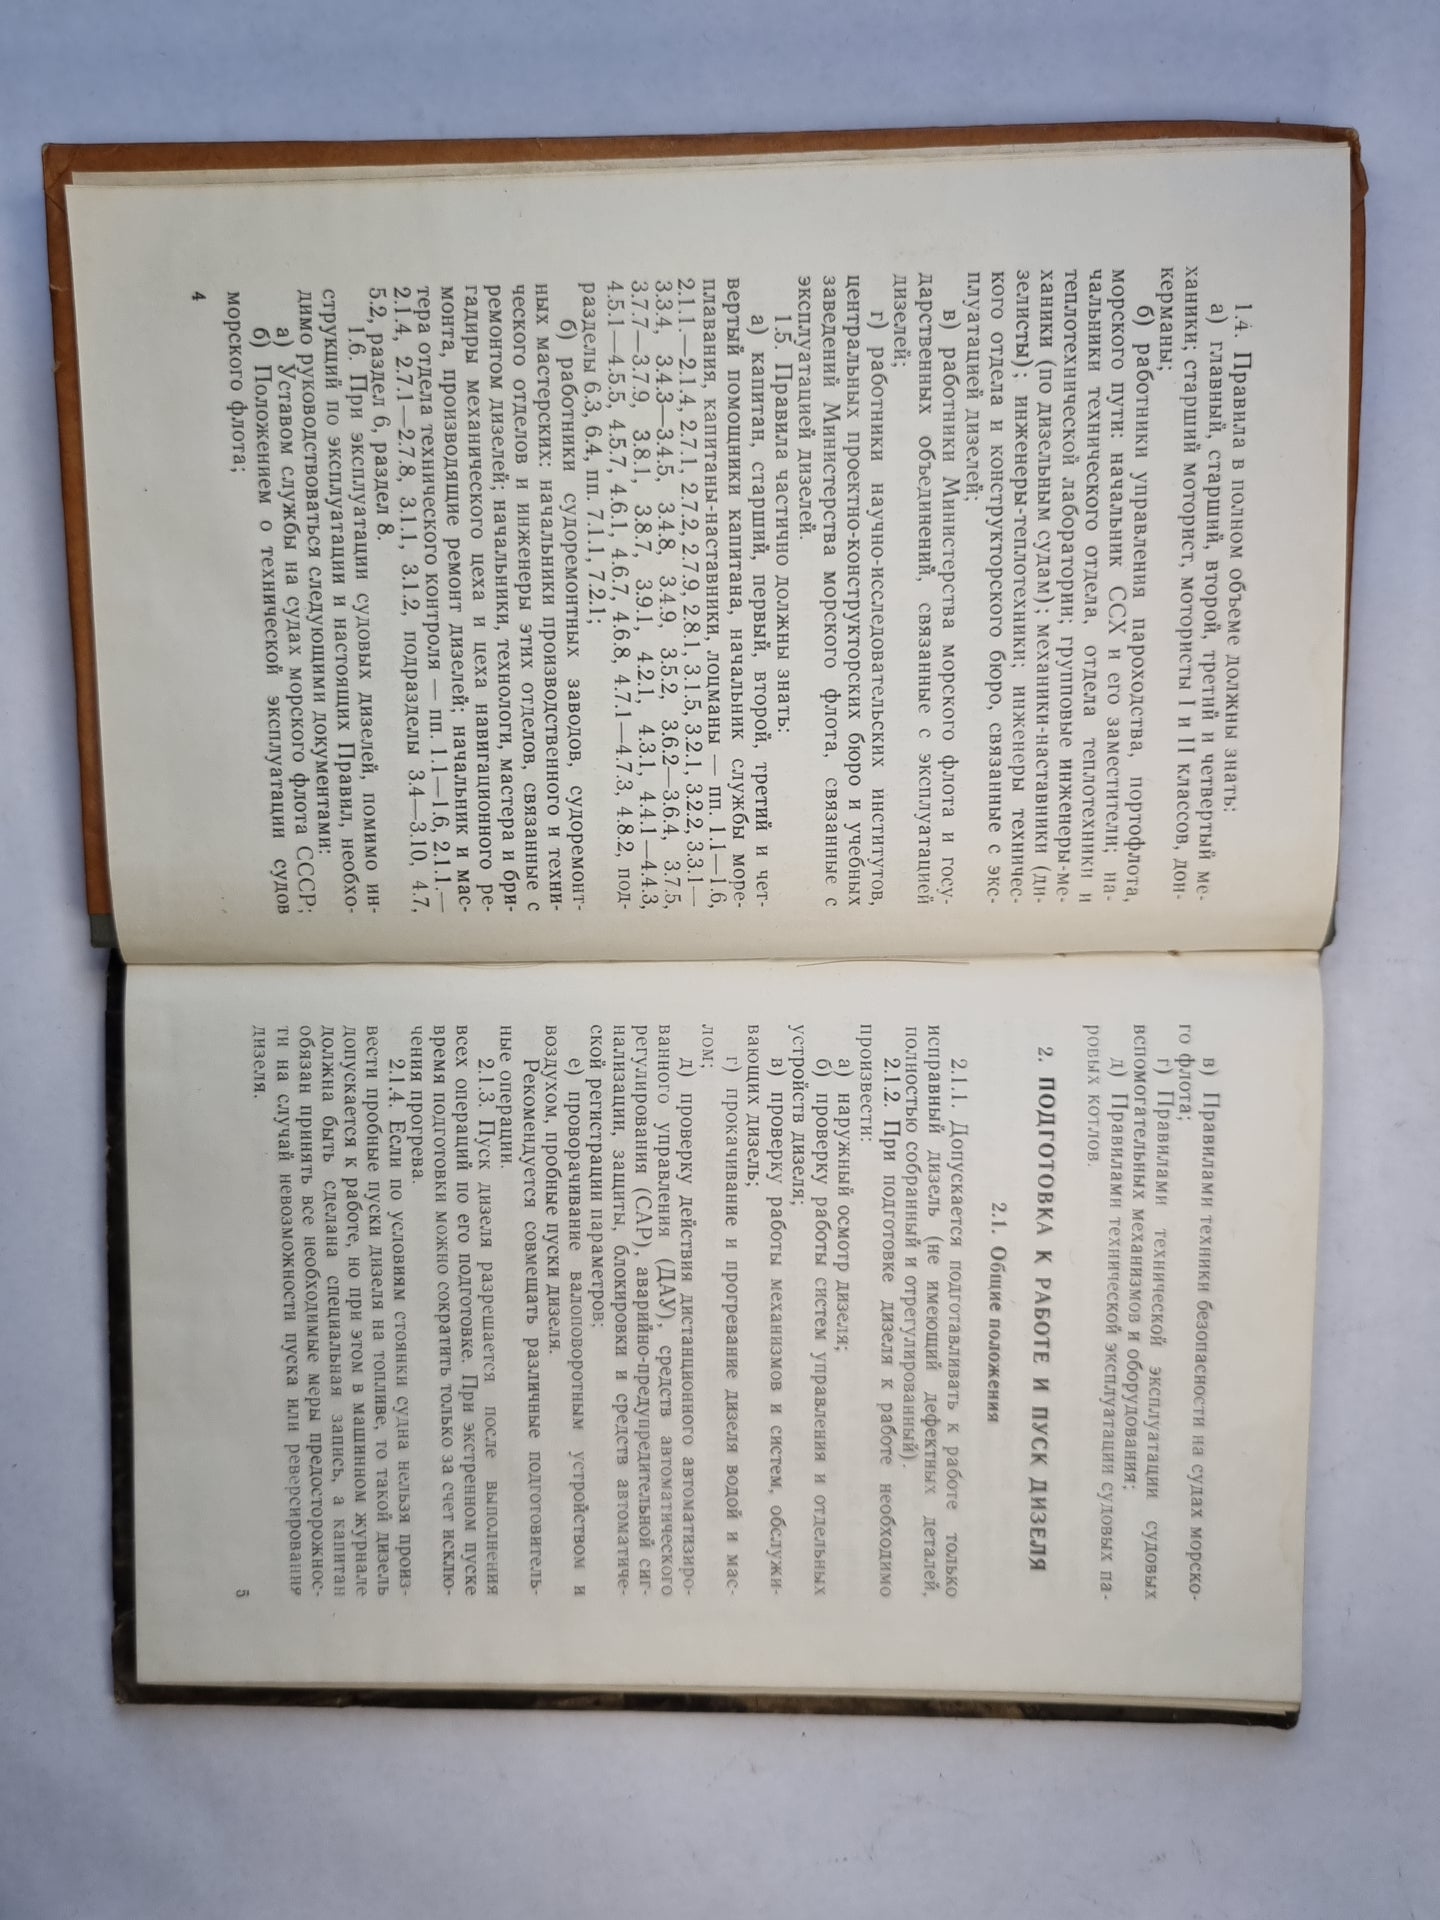 1.4. Правила в полном объеме должны знать:
а) главный, старший, второй, третий и четвертый ме-
ханики; старший моторист, мотористы I и II классов, дон-
керманы;
б) работники управления пароходства, портофлота,
морского пути: начальник ССХ и его заместители; на-
чальники технического отдела, отдела теплотехники и
теплотехнической лаборатории; групповые инженеры-ме-
ханики (по дизельным судам); механики-наставники (ди-
зелисты); инженеры-теплотехники; инженеры техничес-
кого отдела и конструкторского бюро, связанные с экс-
плуатацией дизелей;
в) работники Министерства морского флота и госу-
дарственных объединений, связанные с эксплуатацией
дизелей;
г) работники научно-исследовательских институтов,
центральных проектно-конструкторских бюро и учебных
заведений Министерства морского флота, связанные с
эксплуатацией дизелей.
1.5. Правила частично должны знать:
а) капитан, старший, первый, второй, третий и чет-
вертый помощники капитана, начальник службы море-
плавания, капитаны-наставники, лоцманы — пп. 1.1—1.6,
2.1.1.—2.1.4, 2.7.1, 2.7.2, 2.7.9, 2.8.1, 3.1.5, 3.2.1, 3.2.2, 3.3.1—
3.3.4, 3.4.3—3.4.5, 3.4.8, 3.4.9, 3.5.2, 3.6.2—3.6.4, 3.7.5,
3.7.7—3.7.9, 3.8.1, 3.8.7, 3.9.1, 4.2.1, 4.3.1, 4.4.1—4.4.3,
4.5.1—4.5.5, 4.5.7, 4.6.1, 4.6.7, 4.6.8, 4.7.1—4.7.3, 4.8.2, под-
разделы 6.3, 6.4, пп. 7.1.1, 7.2.1;
б) работники судоремонтных заводов, судоремонт-
ных мастерских: начальники производственного и техни-
ческого отделов и инженеры этих отделов, связанные с
ремонтом дизелей; начальники, технологи, мастера и бри-
гадиры механического цеха и цеха навигационного ре-
монта, производящие ремонт дизелей; начальник и мас-
тера отдела технического контроля — пп. 1.1—1.6, 2.1.1.—
2.1.4, 2.7.1—2.7.8, 3.1.1, 3.1.2, подразделы 3.4—3.10, 4.7,
5.2, раздел 6, раздел 8.
1.6. При эксплуатации судовых дизелей, помимо ин-
струкций по эксплуатации и настоящих Правил, необхо-
димо руководствоваться следующими документами:
а) Уставом службы на судах морского флота СССР;
б) Положением о технической эксплуатации судов
морского флота;
4
в) Правилами техники безопасности на судах морско-
го флота;
г) Правилами технической эксплуатации судовых
вспомогательных механизмов и оборудования;
д) Правилами технической эксплуатации судовых па-
ровых котлов.
2. ПОДГОТОВКА К РАБОТЕ И ПУСК ДИЗЕЛЯ
2.1. Общие положения
2.1.1. Допускается подготавливать к работе только
исправный дизель (не имеющий дефектных деталей,
полностью собранный и отрегулированный).
2.1.2. При подготовке дизеля к работе необходимо
произвести:
а) наружный осмотр дизеля;
б) проверку работы систем управления и отдельных
устройств дизеля;
в) проверку работы механизмов и систем, обслужи-
вающих дизель;
г) прокачивание и прогревание дизеля водой и мас-
лом;
д) проверку действия дистанционного автоматизиро-
ванного управления (ДАУ), средств автоматического
регулирования (САР), аварийно-предупредительной сиг-
нализации, защиты, блокировки и средств автоматиче-
ской регистрации параметров;
е) проворачивание валоповоротным устройством и
воздухом, пробные пуски дизеля.
Рекомендуется совмещать различные подготовитель-
ные операции.
2.1.3. Пуск дизеля разрешается после выполнения
всех операций по его подготовке. При экстренном пуске
время подготовки можно сократить только за счет исклю-
чения прогрева.
2.1.4. Если по условиям стоянки судна нельзя произ-
вести пробные пуски дизеля на топливе, то такой дизель
допускается к работе, но при этом в машинном журнале
должна быть сделана специальная запись, а капитан
обязан принять все необходимые меры предосторожнос-
ти на случай невозможности пуска или реверсирования
дизеля.
5